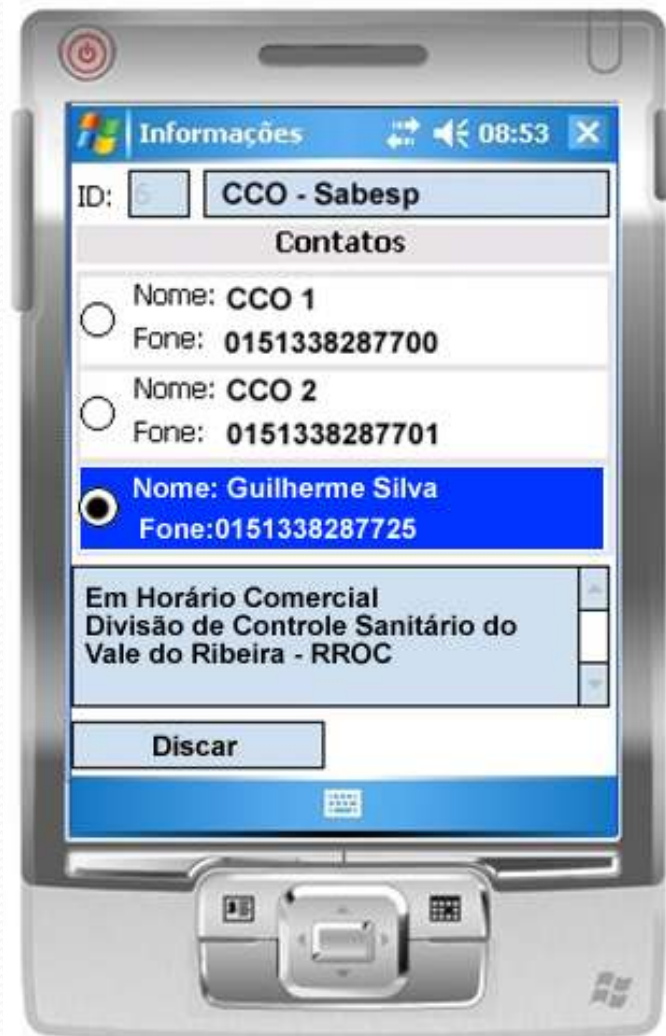 Informações 08:53
ID: 6 CCO - Sabesp
Contatos
Nome: CCO 1
Fone: 0151338287700
Nome: CCO 2
Fone: 0151338287701
Nome: Guilherme Silva
Fone:0151338287725
Em Horário Comercial
Divisão de Controle Sanitário do
Vale do Ribeira - RROC
Discar